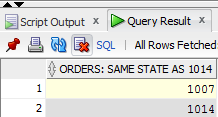 Script Output Query Result
SQL All Rows Fetched
ORDERS: SAME STATE AS 1014
1 1007
2 1014